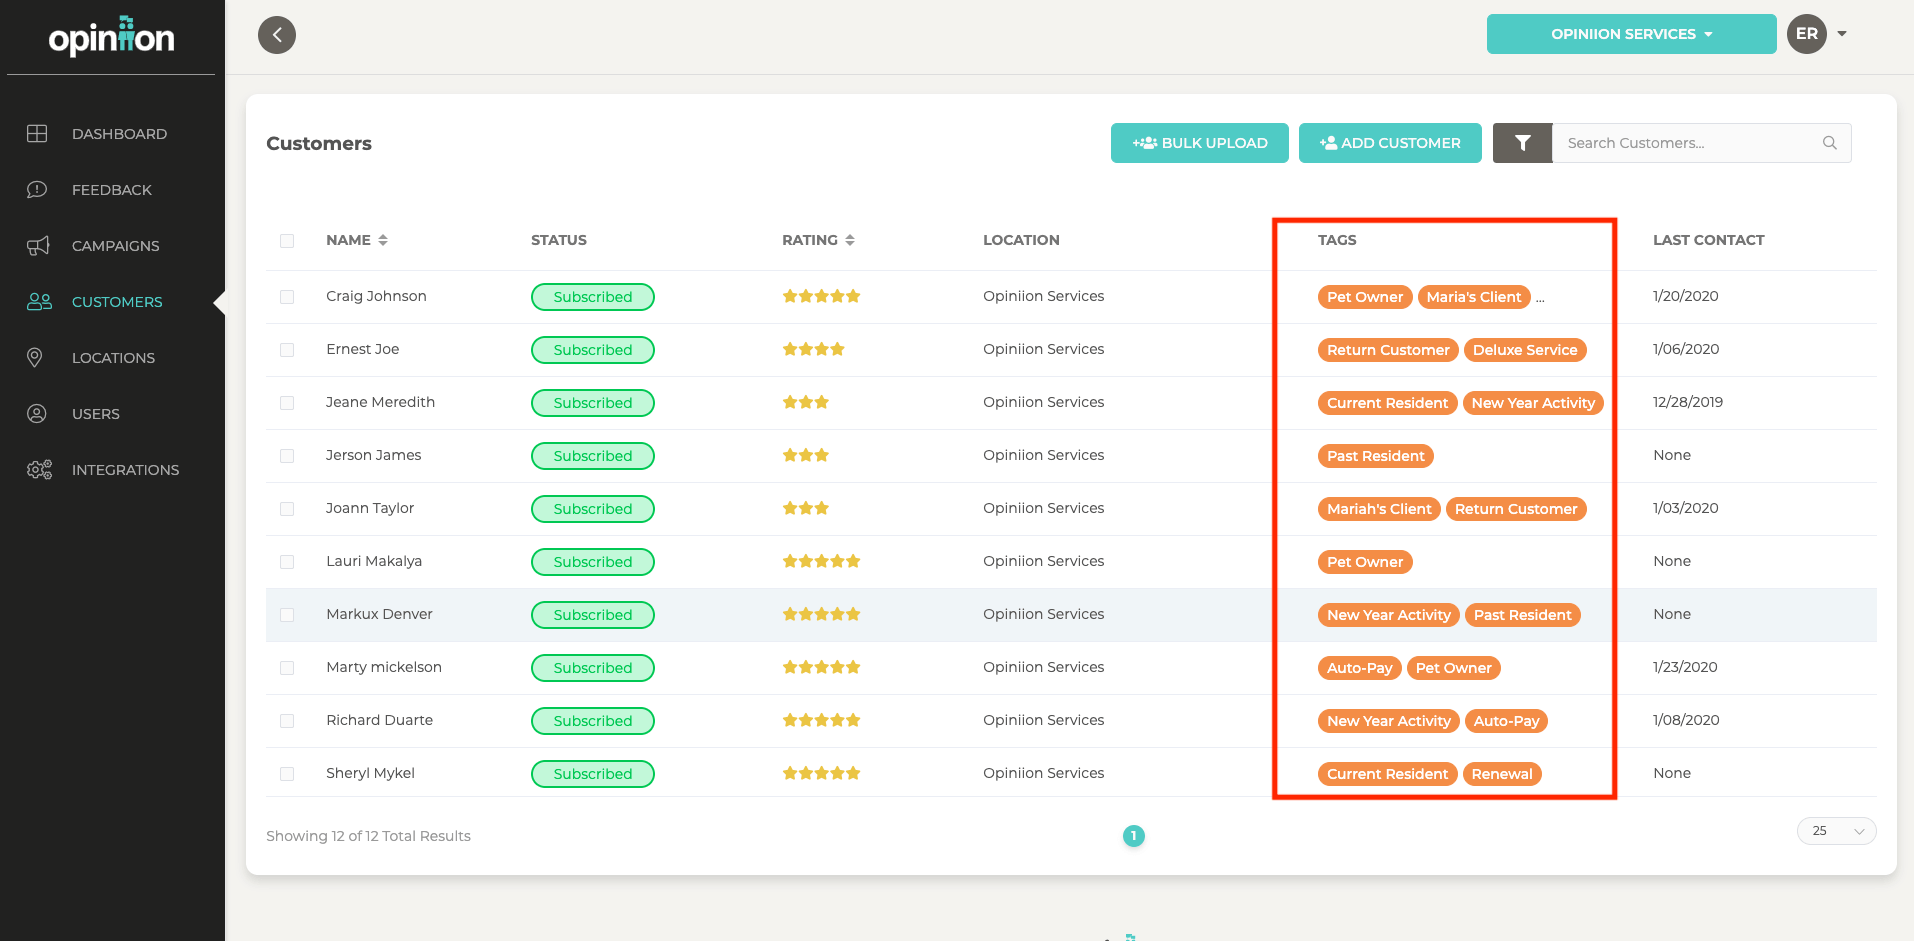 opiniion
OPINIION SERVICES
ER
DASHBOARD
FEEDBACK
CAMPAIGNS
CUSTOMERS
LOCATIONS
USERS
INTEGRATIONS
Customers
BULK UPLOAD
ADD CUSTOMER
Search Customers...
NAME STATUS RATING LOCATION TAGS LAST CONTACT
Craig Johnson Subscribed Opiniion Services Pet Owner Maria's Client ... 1/20/2020
Ernest Joe Subscribed Opiniion Services Return Customer Deluxe Service 1/06/2020
Jeane Meredith Subscribed Opiniion Services Current Resident New Year Activity 12/28/2019
Jerson James Subscribed Opiniion Services Past Resident None
Joann Taylor Subscribed Opiniion Services Mariah's Client Return Customer 1/03/2020
Lauri Makalya Subscribed Opiniion Services Pet Owner None
Markux Denver Subscribed Opiniion Services New Year Activity Past Resident None
Marty mickelson Subscribed Opiniion Services Auto-Pay Pet Owner 1/23/2020
Richard Duarte Subscribed Opiniion Services New Year Activity Auto-Pay 1/08/2020
Sheryl Mykel Subscribed Opiniion Services Current Resident Renewal None
Showing 12 of 12 Total Results
1
25